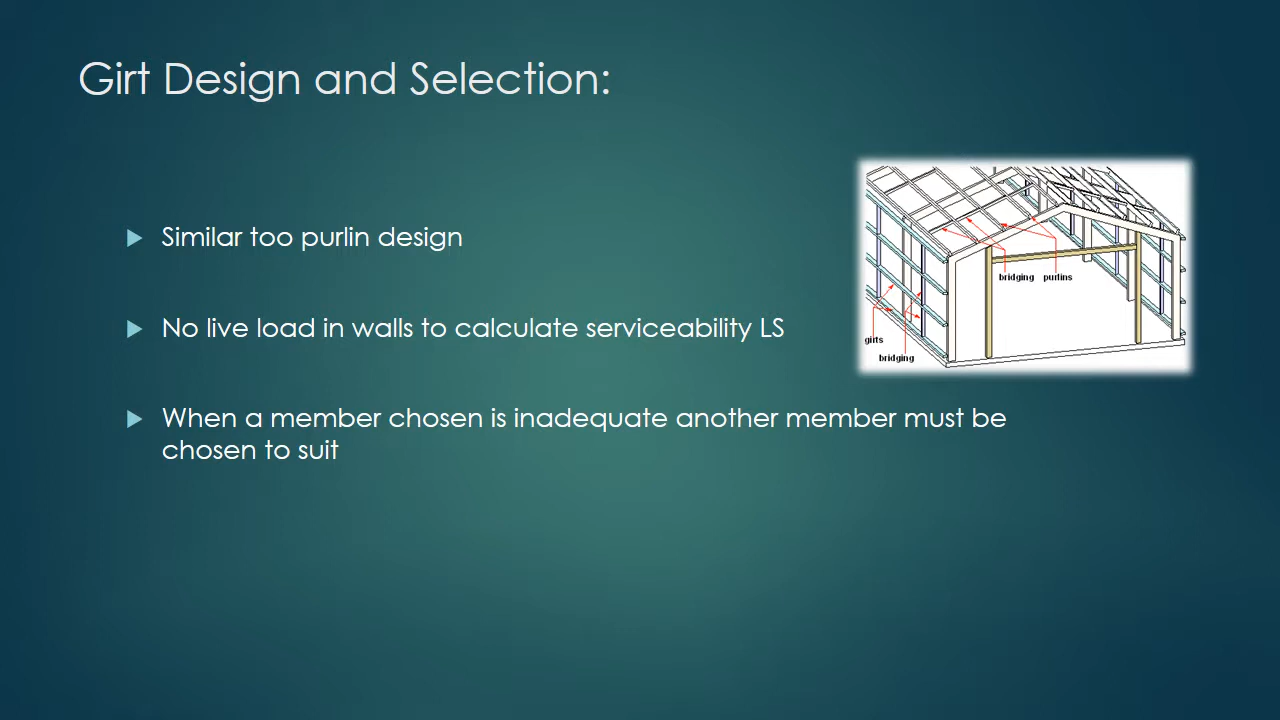 Girt Design and Selection:
Similar too purlin design
No live load in walls to calculate serviceability LS
When a member chosen is inadequate another member must be
chosen to suit
bridging purlins
girts
bridging